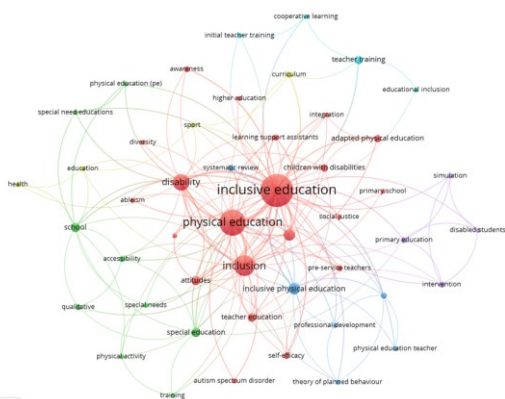 cooperative learning
initial teacher training
teacher training
awareness
curriculum
physical education (pe)
educational inclusion
higher education
special need educations
integration
sport
learning support assistants
adapted physical education
diversity
systematic review
children with disabilities
education
simulation
health
disability
inclusive education
primary school
ableism
social justice
physical education
school
disabled students
primary education
accessibility
inclusion
pre-service teachers
attitudes
intervention
inclusive physical education
qualitative
special needs
teacher education
professional development
special education
physical education teacher
physical activity
self-efficacy
autism spectrum disorder
theory of planned behaviour
training